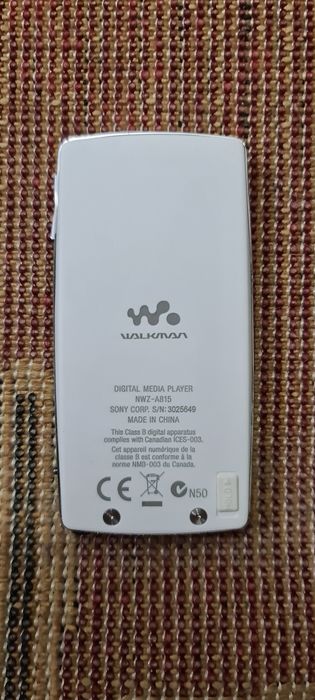 WALKMAN
DIGITAL MEDIA PLAYER
NWZ-A815
SONY CORP. S/N: 3025649
MADE IN CHINA
This Class B digital apparatus
complies with Canadian ICES-003.
Cet appareil numérique de la
classe B est conforme à la
norme NMB-003 du Canada.
CE N50
HOLD